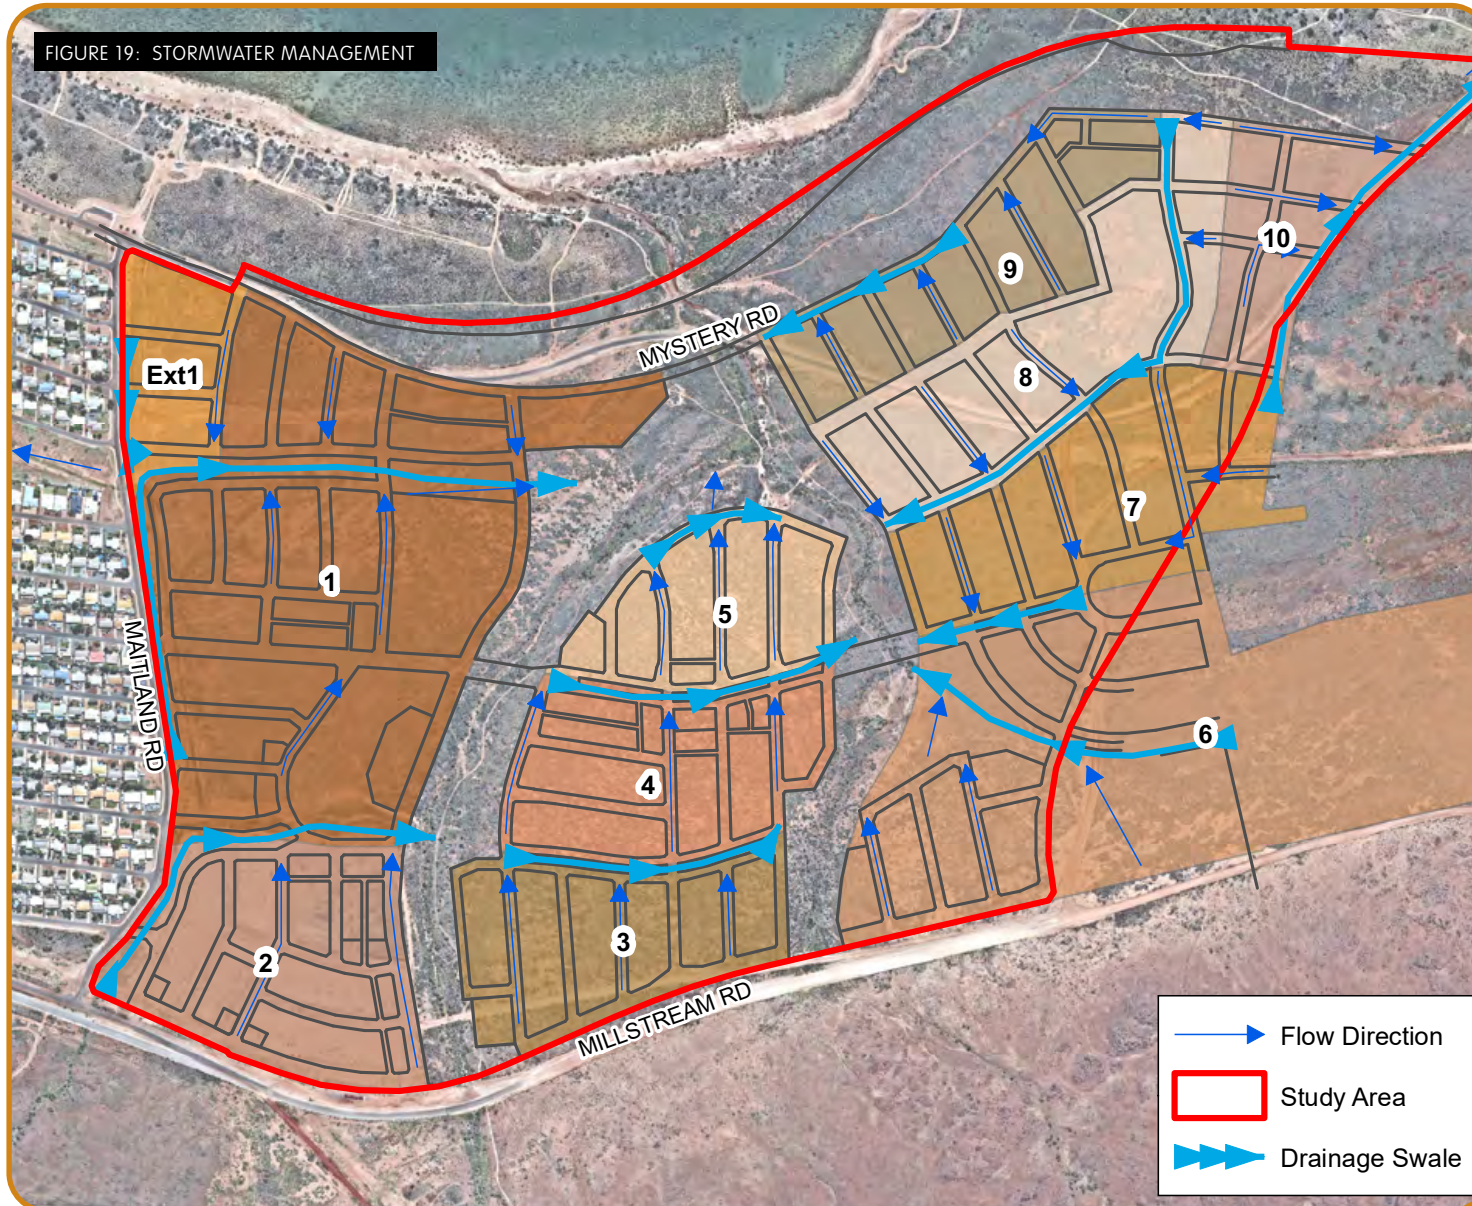 FIGURE 19: STORMWATER MANAGEMENT
MYSTERY RD
10
9
Ext1
8
7
1
5
MAITLAND RD
6
4
3
2
MILLSTREAM RD
Flow Direction
Study Area
Drainage Swale